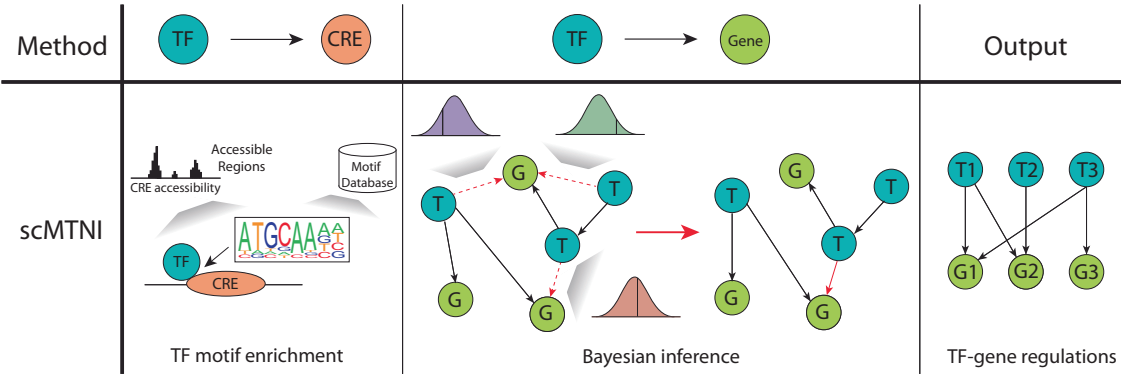 Method
TF
CRE
TF
Gene
Output
scMTNI
Accessible
Regions
CRE accessibility
Motif
Database
ATGCAA
TF
CRE
TF motif enrichment
G
T
T
T
G
G
G
T
T
T
G
G
Bayesian inference
T1
T2
T3
G1
G2
G3
TF-gene regulations